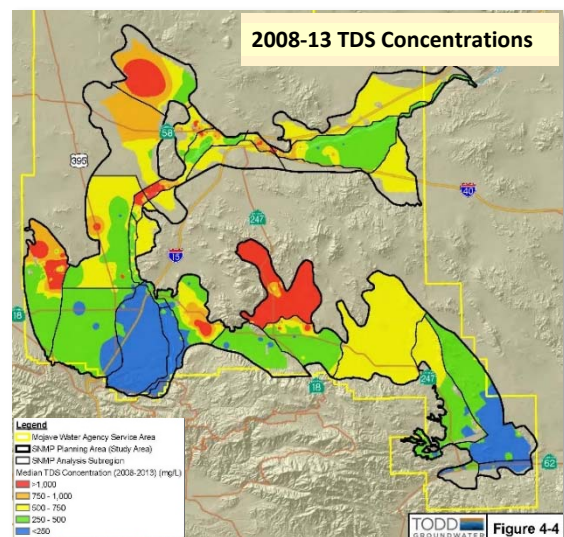 2008-13 TDS Concentrations
58
395
40
247
15
18
18
247
62
Legend
Mojave Water Agency Service Area
SNMP Planning Area (Study Area)
SNMP Analysis Subregion
Median TDS Concentration (2008-2013) (mg/L)
>1,000
750 - 1,000
500 - 750
250 - 500
<250
TODD
GROUNDWATER
Figure 4-4